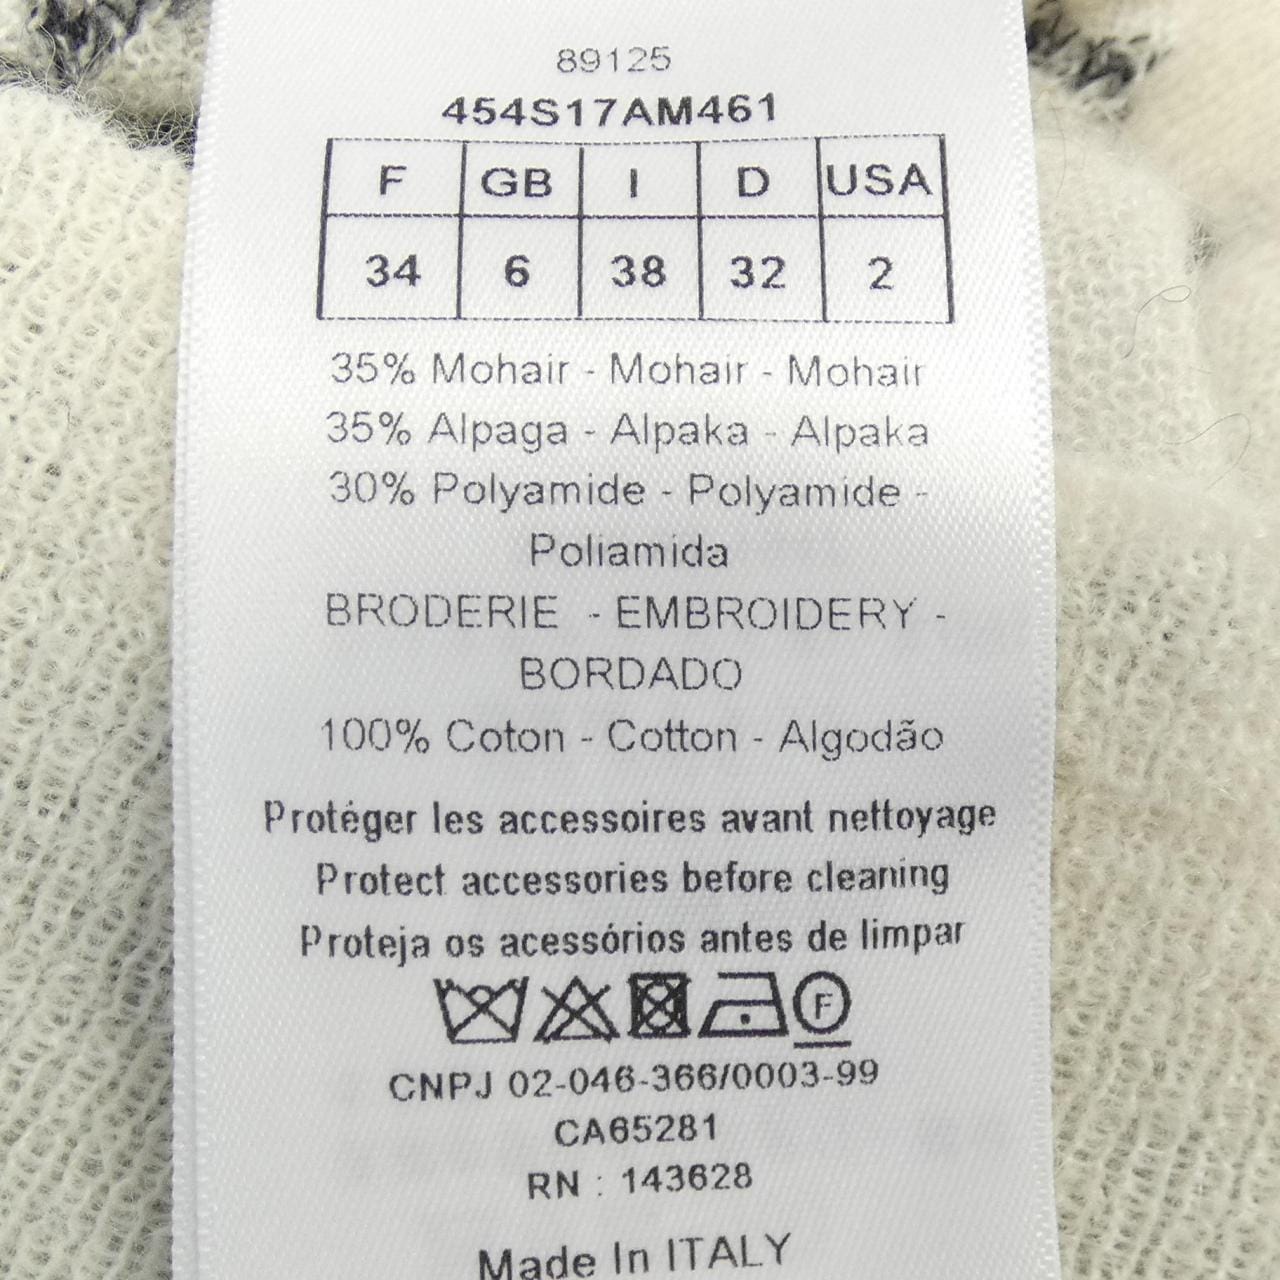 89125
454S17AM461
F GB I D USA
34 6 38 32 2
35% Mohair - Mohair - Mohair
35% Alpaga - Alpaka - Alpaka
30% Polyamide - Polyamide -
Poliamida
BRODERIE - EMBROIDERY -
BORDADO
100% Coton - Cotton - Algodão
Protéger les accessoires avant nettoyage
Protect accessories before cleaning
Proteja os acessórios antes de limpar
F
CNPJ 02-046-366/0003-99
CA65281
RN : 143628
Made In ITALY